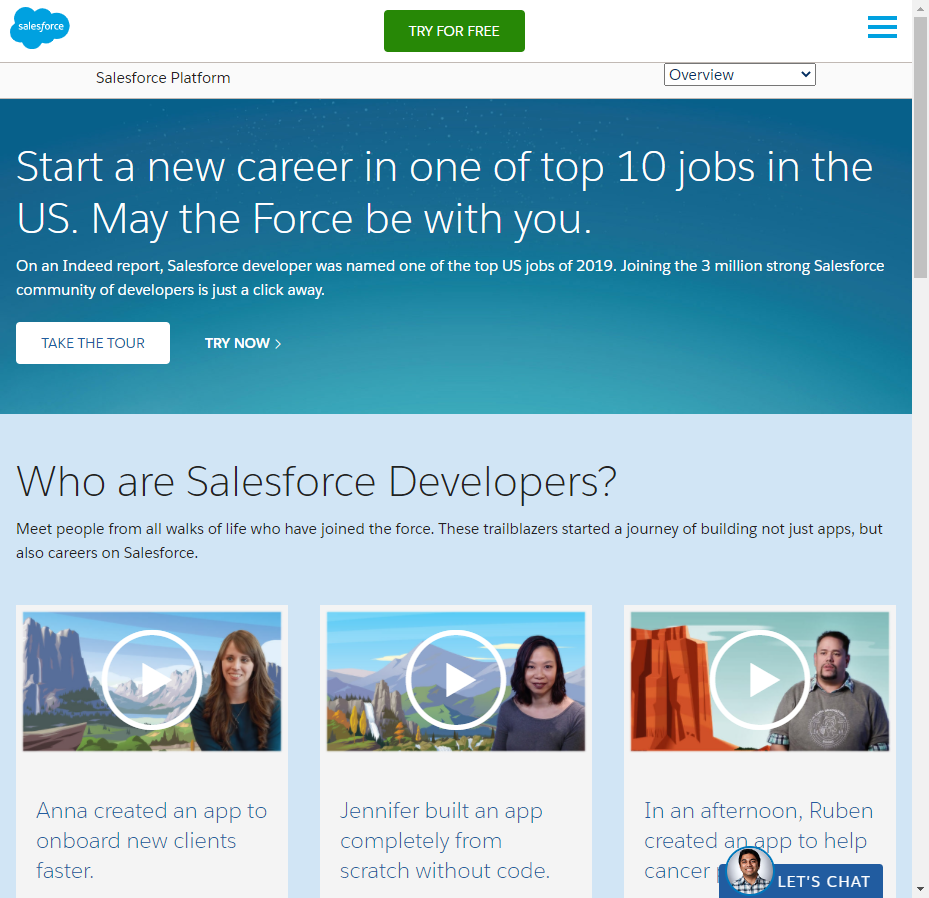 salesforce
TRY FOR FREE
Salesforce Platform
Overview
Start a new career in one of top 10 jobs in the
US. May the Force be with you.
On an Indeed report, Salesforce developer was named one of the top US jobs of 2019. Joining the 3 million strong Salesforce
community of developers is just a click away.
TAKE THE TOUR
TRY NOW >
Who are Salesforce Developers?
Meet people from all walks of life who have joined the force. These trailblazers started a journey of building not just apps, but
also careers on Salesforce.
Anna created an app to
onboard new clients
faster.
Jennifer built an app
completely from
scratch without code.
In an afternoon, Ruben
created an app to help
cancer
LET'S CHAT